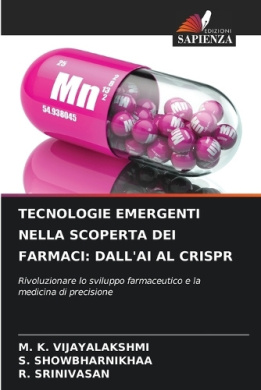 EDIZIONI
SAPIENZA
25
Mn
54.938045
TECNOLOGIE EMERGENTI
NELLA SCOPERTA DEI
FARMACI: DALL'AI AL CRISPR
Rivoluzionare lo sviluppo farmaceutico e la
medicina di precisione
M. K. VIJAYALAKSHMI
S. SHOWBHARNIKHAA
R. SRINIVASAN